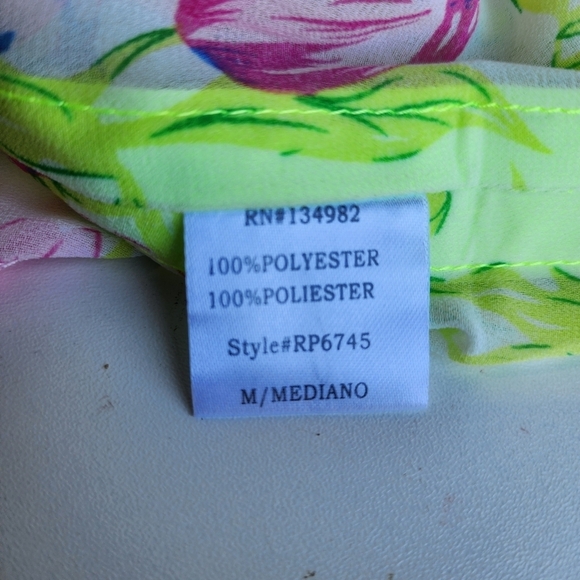 RN#134982
100%POLYESTER
100%POLIESTER
Style#RP6745
M/MEDIANO